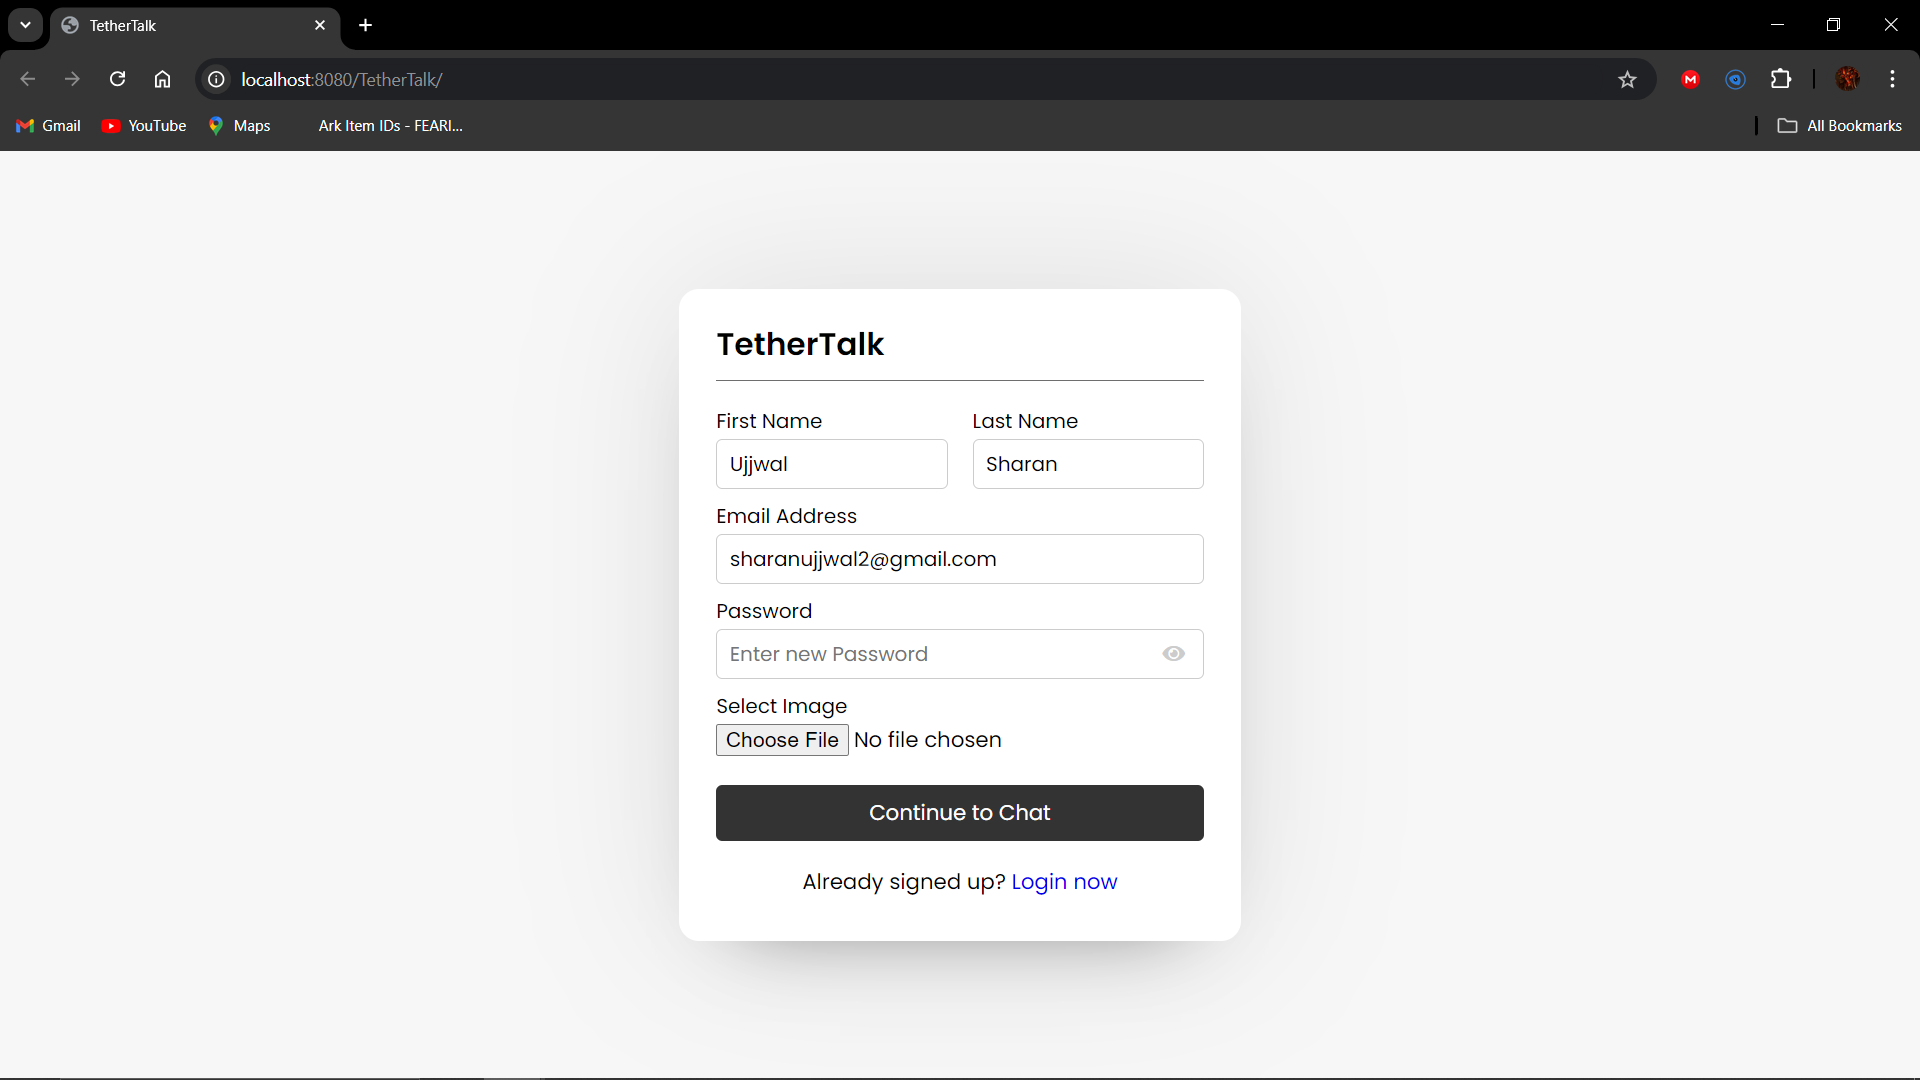 TetherTalk
localhost:8080/TetherTalk/
Gmail YouTube Maps Ark Item IDs - FEARI... All Bookmarks
TetherTalk
First Name Last Name
Ujjwal Sharan
Email Address
sharanujjwal2@gmail.com
Password
Enter new Password
Select Image
Choose File No file chosen
Continue to Chat
Already signed up? Login now